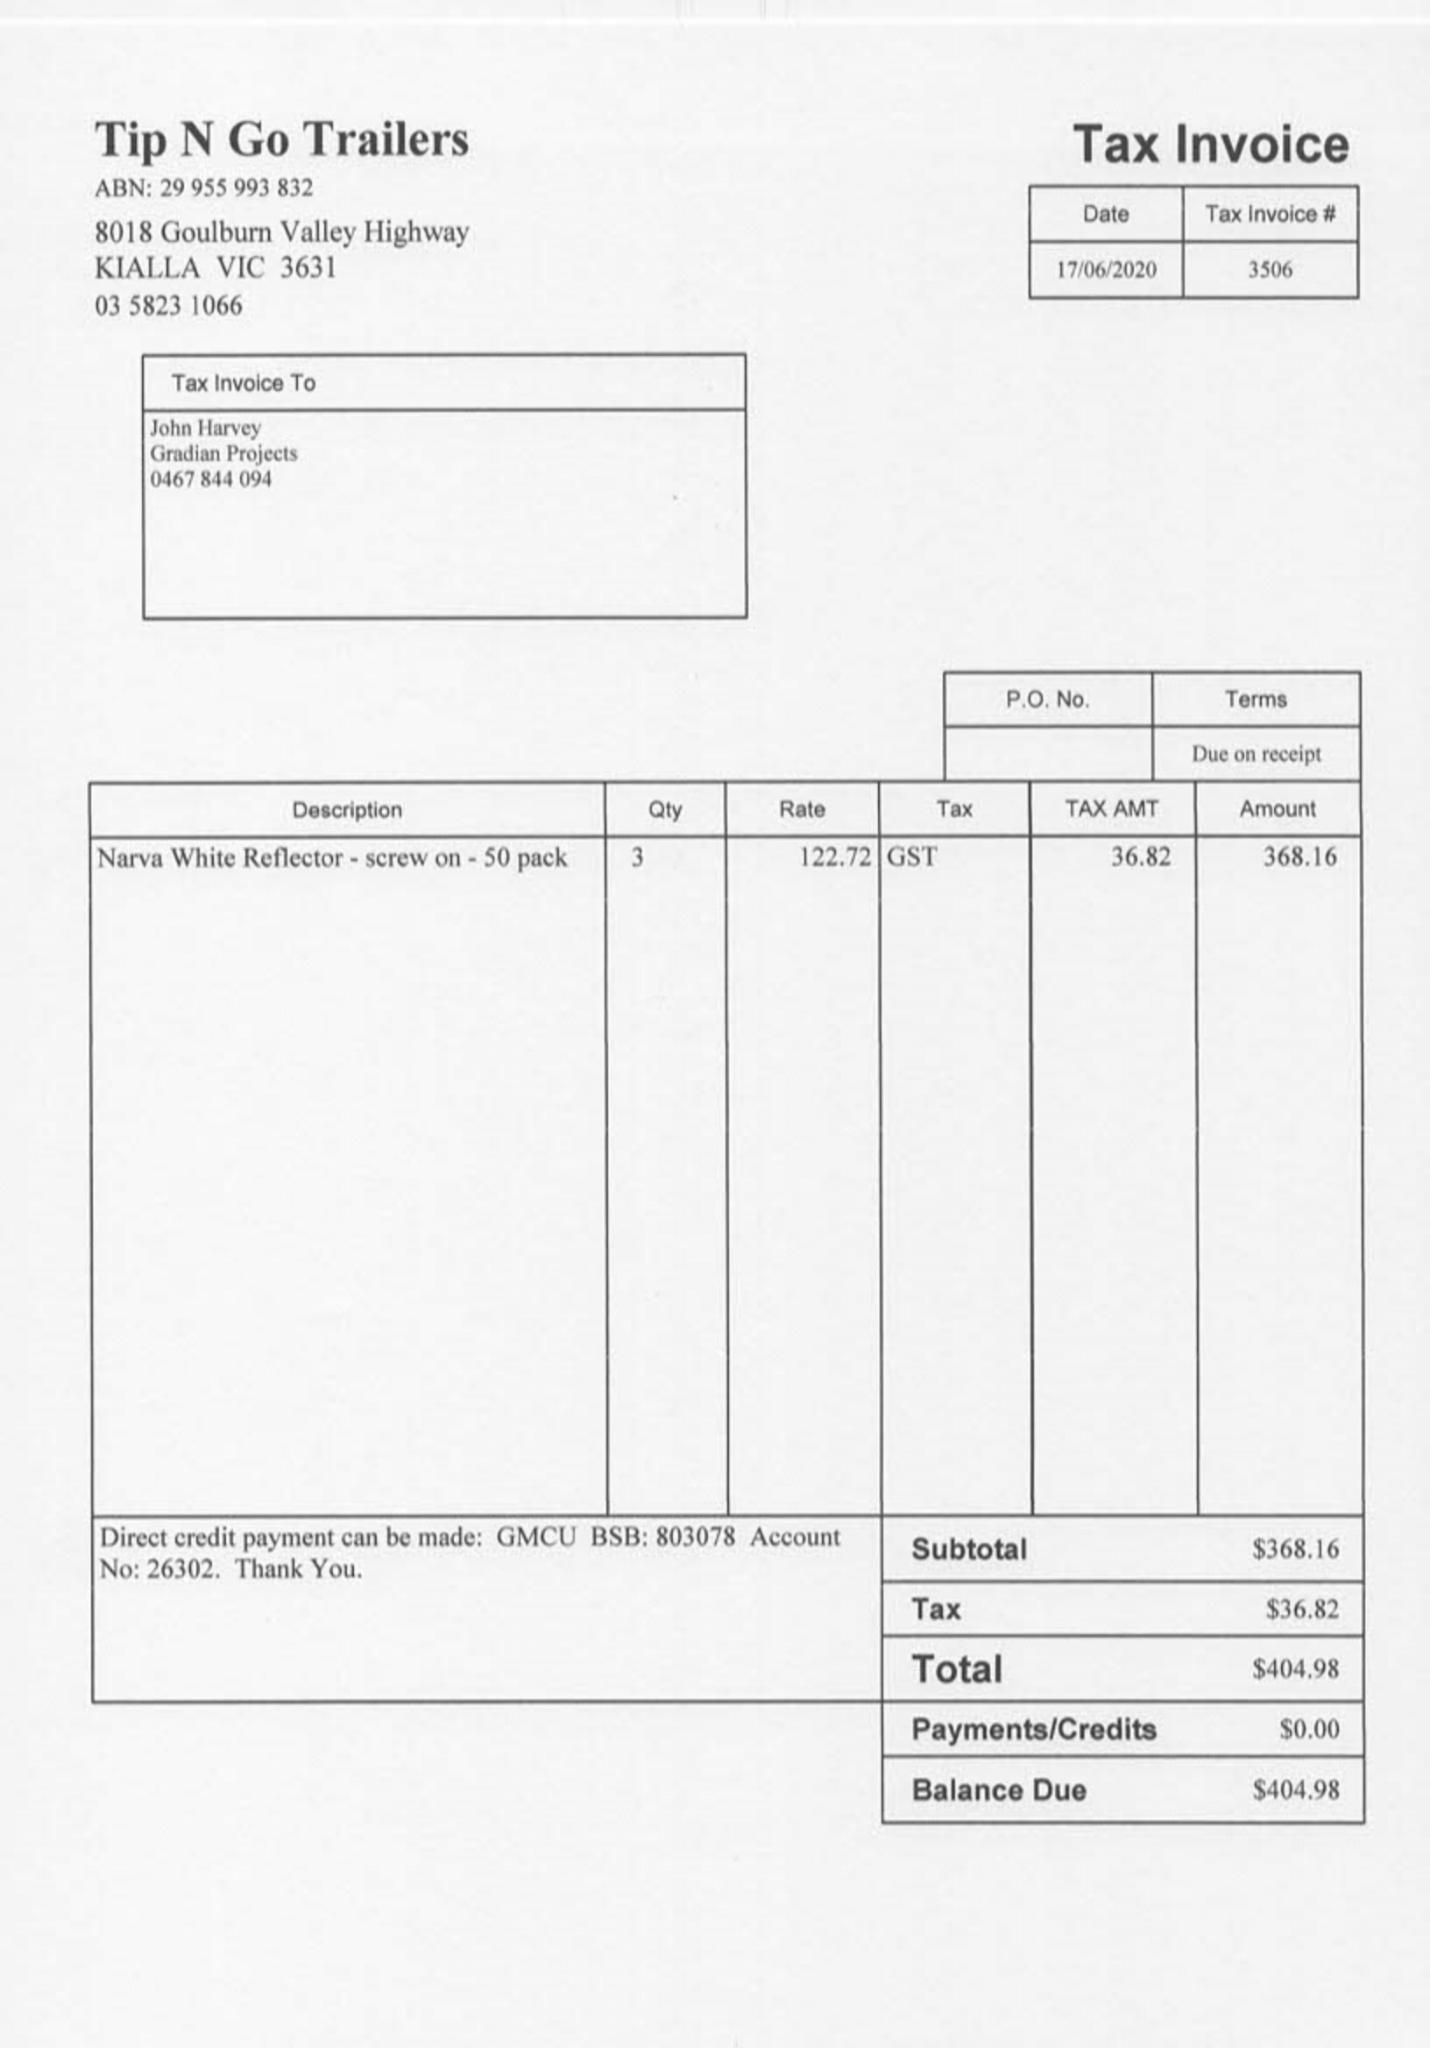 Tip N Go Trailers
ABN: 29 955 993 832
8018 Goulburn Valley Highway
KIALLA VIC 3631
03 5823 1066
Tax Invoice
Date Tax Invoice #
17/06/2020 3506
Tax Invoice To
John Harvey
Gradian Projects
0467 844 094
P.O. No. Terms
Due on receipt
Description Qty Rate Tax TAX AMT Amount
Narva White Reflector - screw on - 50 pack 3 122.72 GST 36.82 368.16
Direct credit payment can be made: GMCU BSB: 803078 Account
No: 26302. Thank You.
Subtotal $368.16
Tax $36.82
Total $404.98
Payments/Credits $0.00
Balance Due $404.98